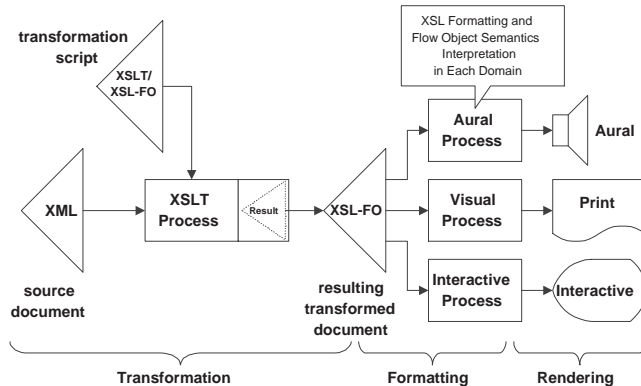 transformation
script
XSLT/
XSL-FO
XSL Formatting and
Flow Object Semantics
Interpretation
in Each Domain
Aural
Process
Aural
XML
XSLT
Process
Result
XSL-FO
Visual
Process
Print
source
document
resulting
transformed
document
Interactive
Process
Interactive
Transformation
Formatting
Rendering